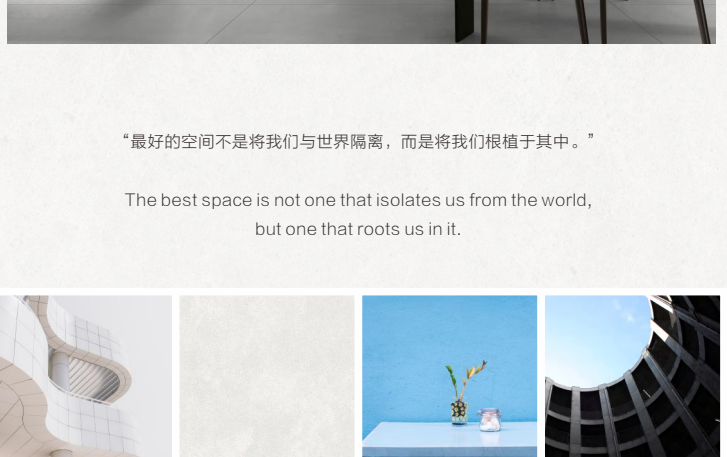 “最好的空间不是将我们与世界隔离，而是将我们根植于其中。”
The best space is not one that isolates us from the world,
but one that roots us in it.